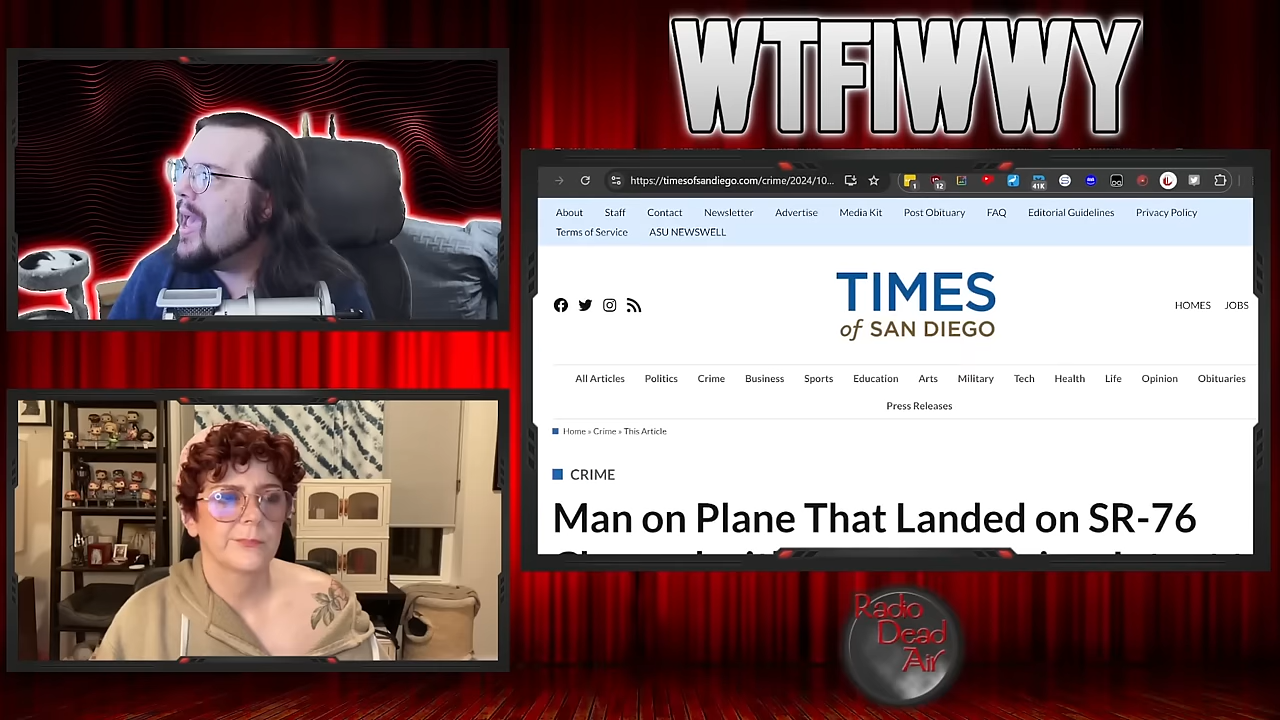 WTFIWWY
https://timesofsandiego.com/crime/2024/10...
1
12
41K
About Staff Contact Newsletter Advertise Media Kit Post Obituary FAQ Editorial Guidelines Privacy Policy
Terms of Service ASU NEWSWELL
TIMES
of SAN DIEGO
HOMES JOBS
All Articles Politics Crime Business Sports Education Arts Military Tech Health Life Opinion Obituaries
Press Releases
Home » Crime » This Article
CRIME
Man on Plane That Landed on SR-76
Radio
Dead
Air